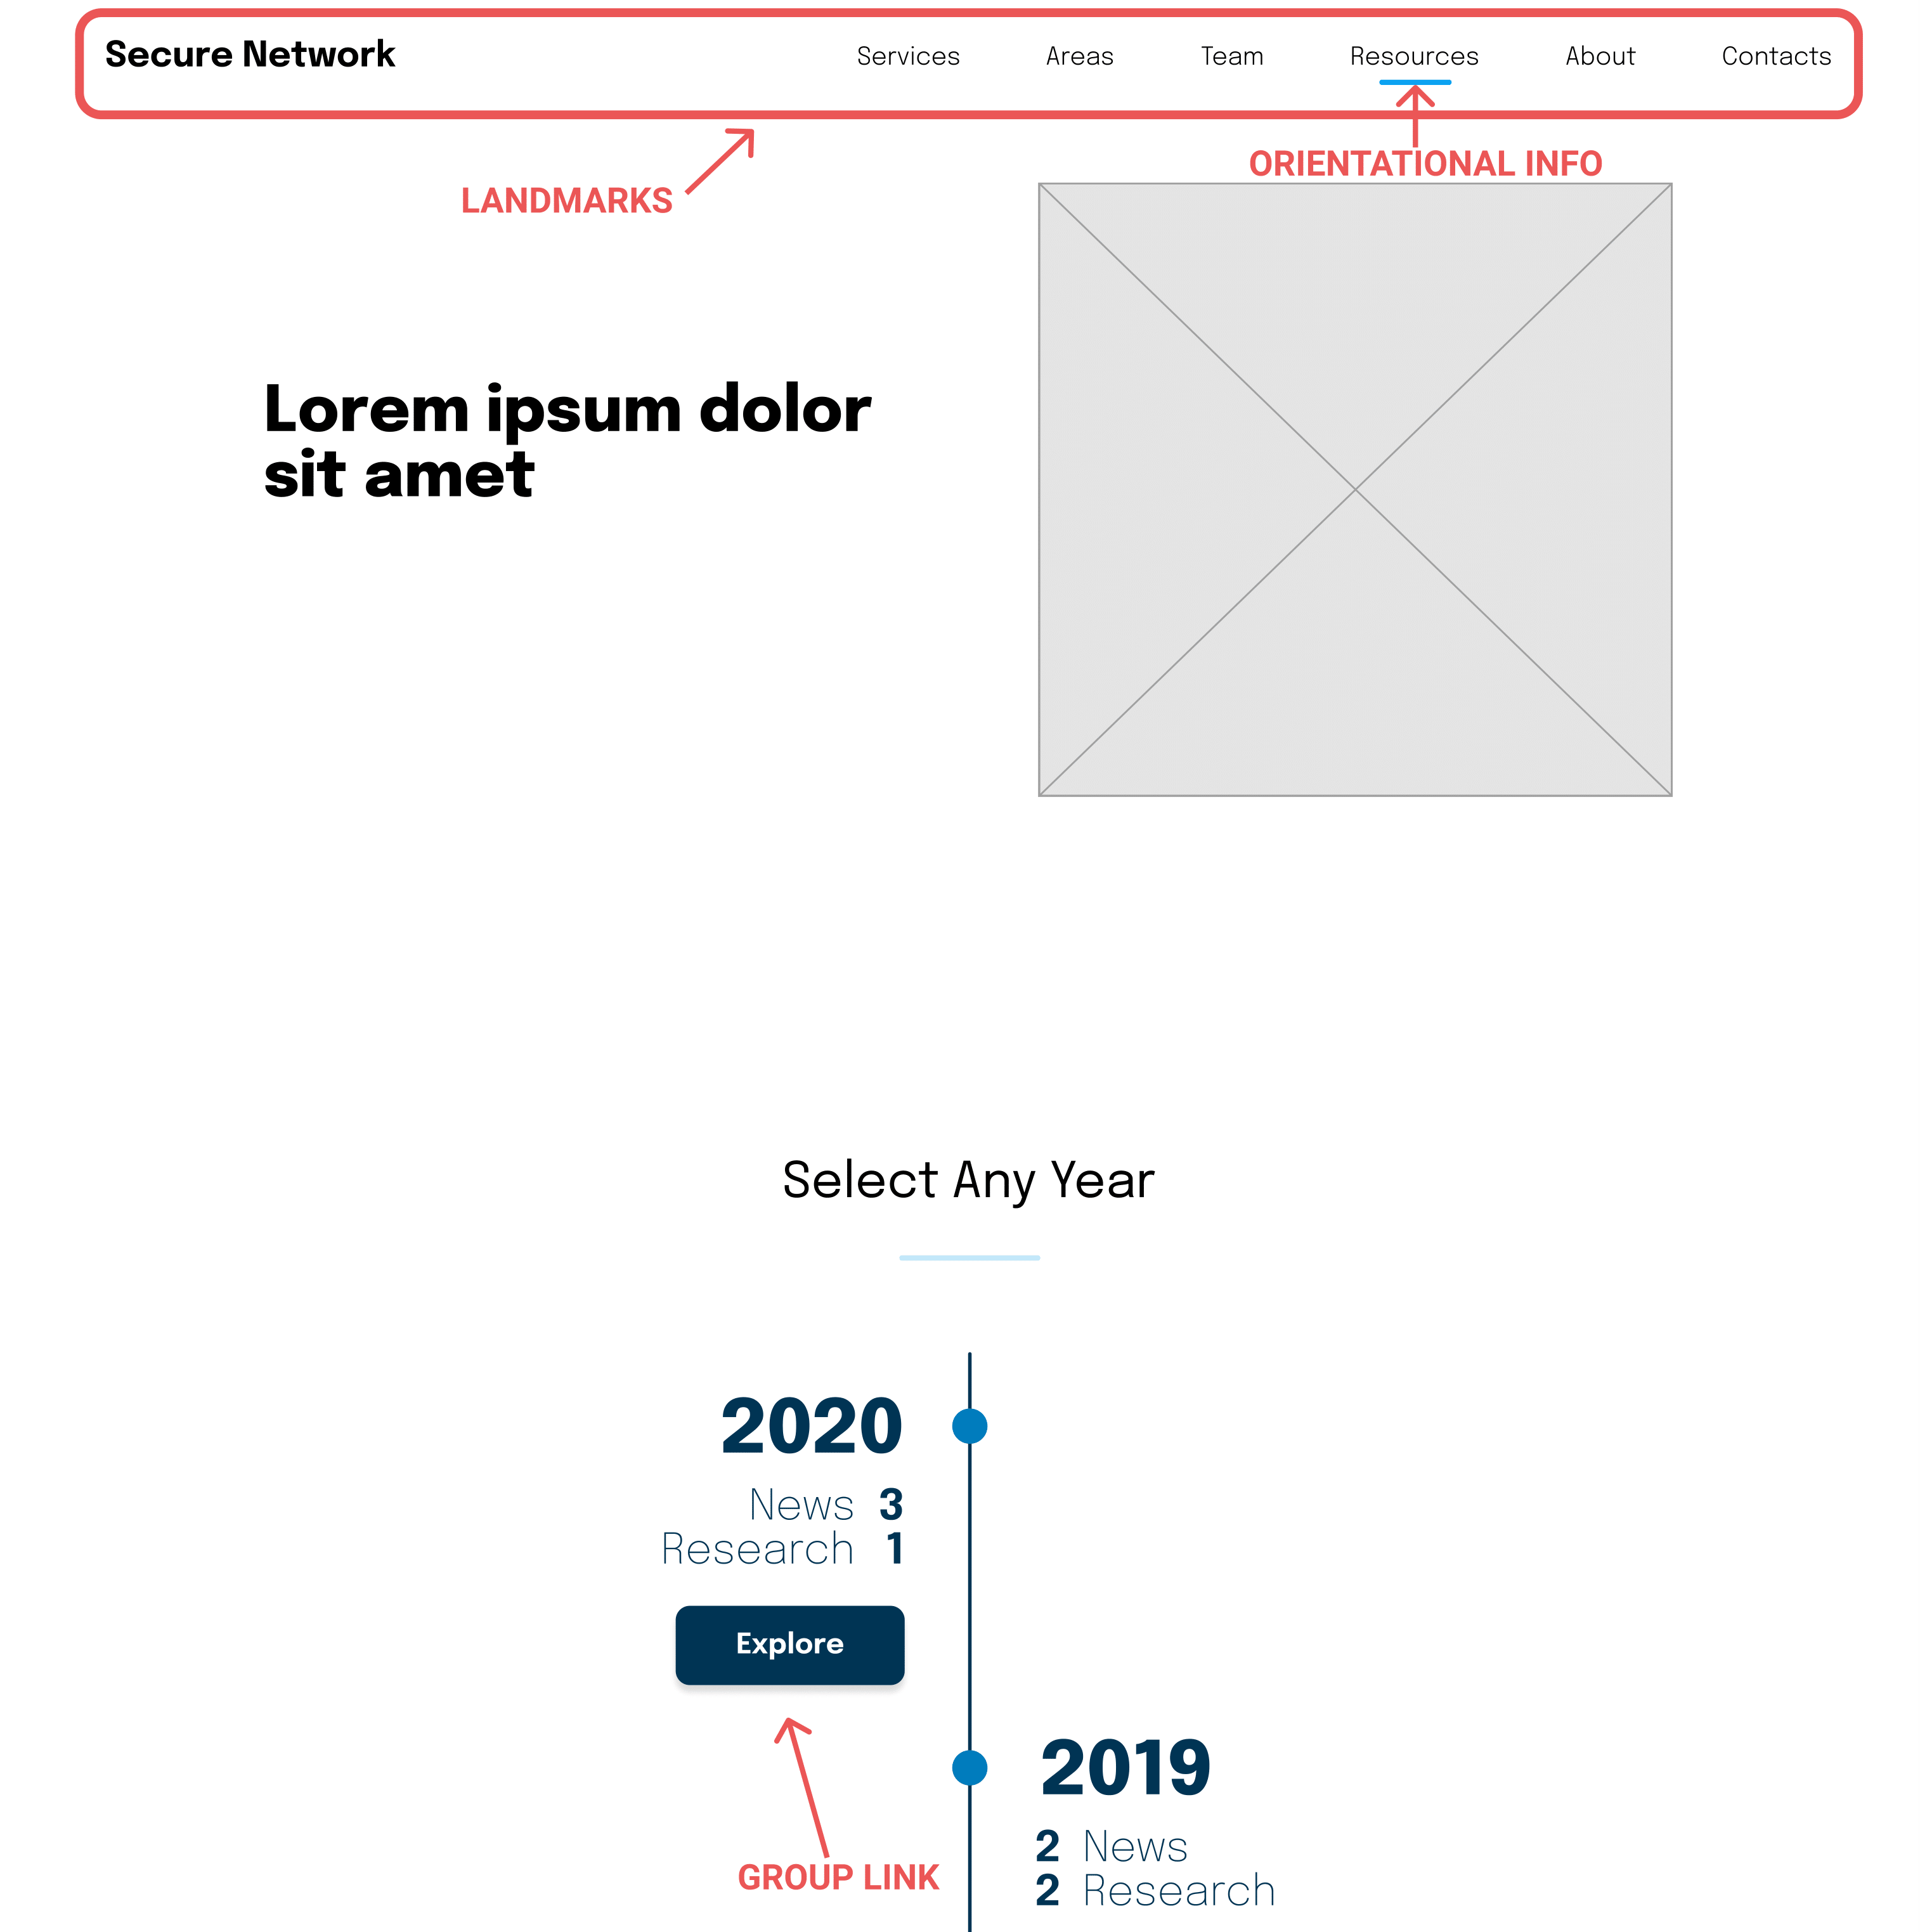 Secure Network
Services Areas Team Resources About Contacts
LANDMARKS
ORIENTATIONAL INFO
Lorem ipsum dolor
sit amet
Select Any Year
2020
News 3
Research 1
Explore
GROUP LINK
2019
2 News
2 Research